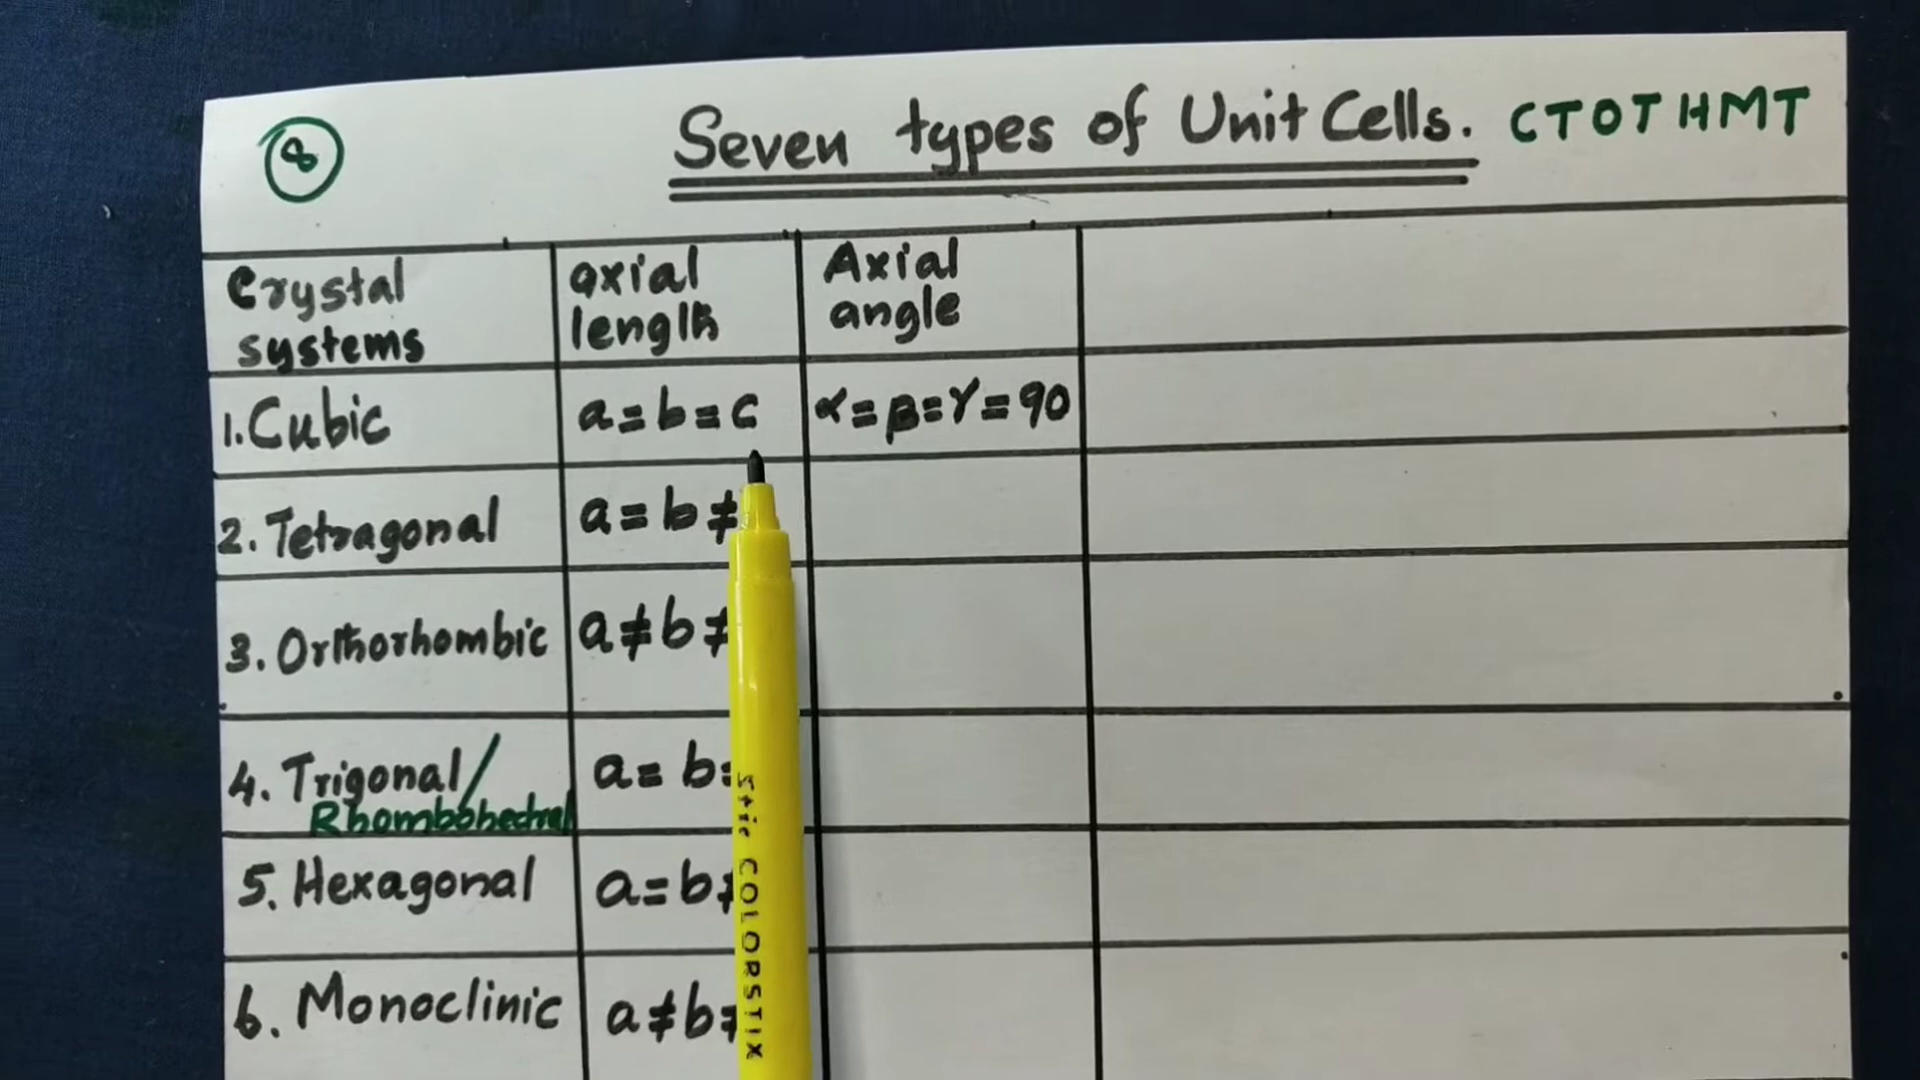 8
Seven types of Unit Cells. CTOTHMT
Crystal systems
axial length
Axial angle
1. Cubic
a = b = c
α = β = γ = 90
2. Tetragonal
a = b ≠
3. Orthorhombic
a ≠ b ≠
4. Trigonal/
Rhombohedral
a = b =
5. Hexagonal
a = b ≠
6. Monoclinic
a ≠ b ≠
Stic COLORSTIX